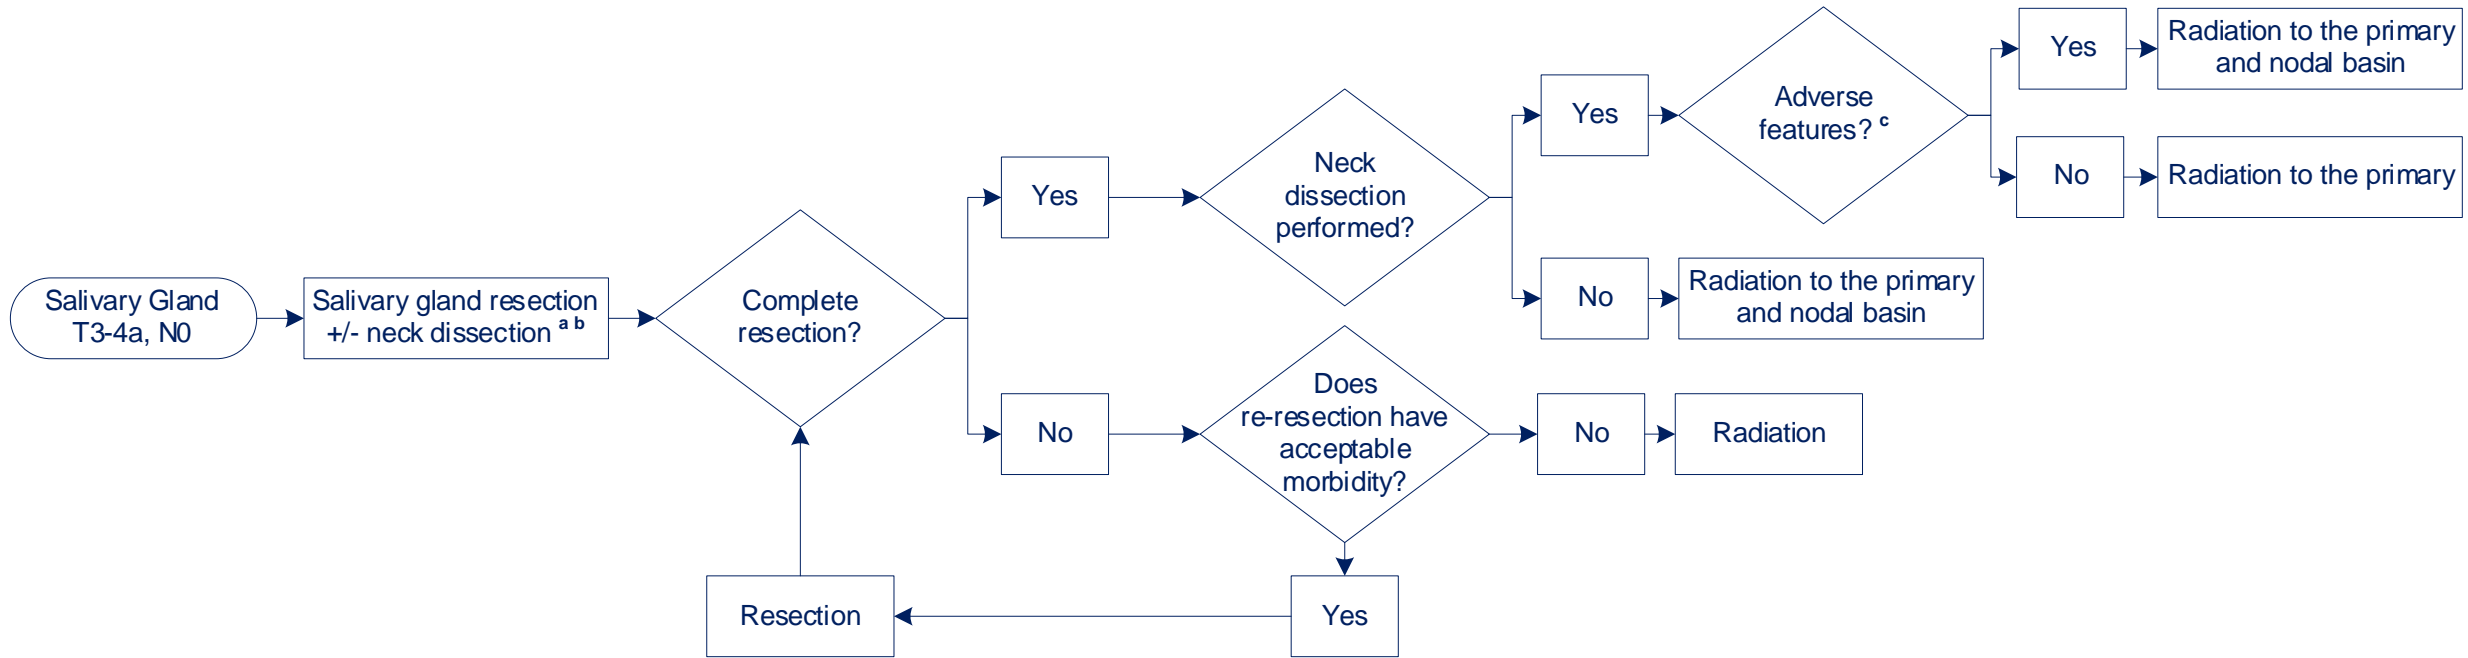 Salivary Gland
T3-4a, N0
Salivary gland resection
+/- neck dissection a b
Complete
resection?
Yes
Neck
dissection
performed?
Yes
Adverse
features? c
Yes
Radiation to the primary
and nodal basin
No
Radiation to the primary
No
Radiation to the primary
and nodal basin
No
Does
re-resection have
acceptable
morbidity?
No
Radiation
Yes
Resection